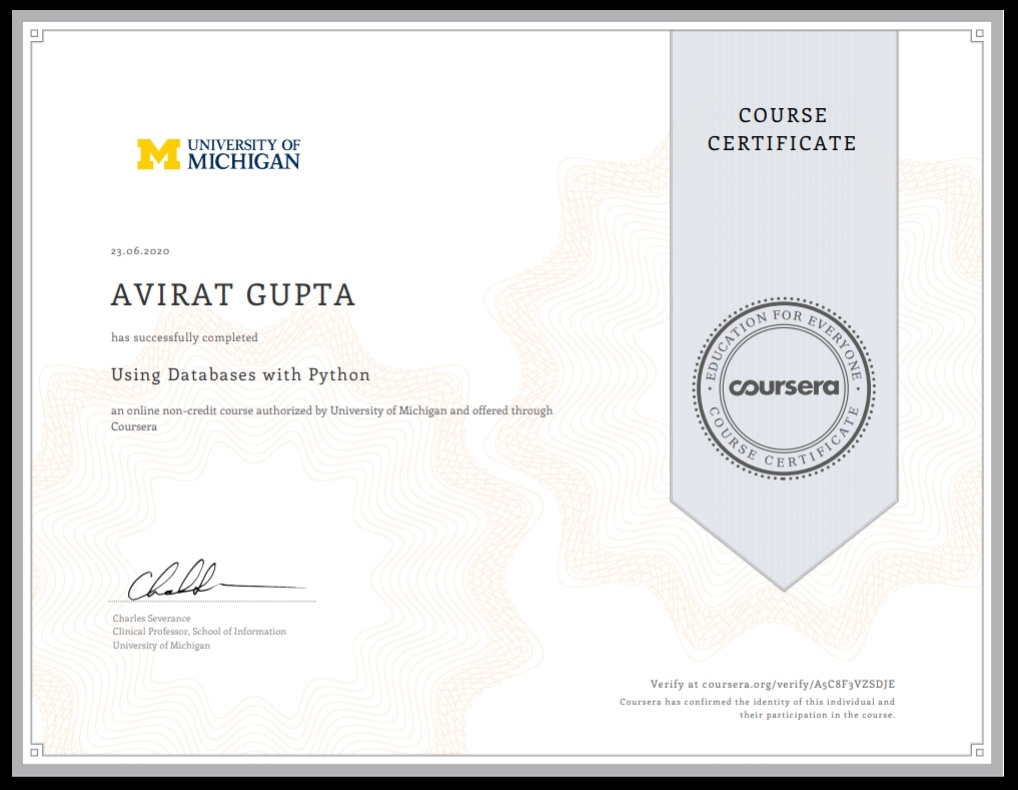 COURSE
CERTIFICATE
M UNIVERSITY OF
MICHIGAN
23.06.2020
AVIRAT GUPTA
has successfully completed
Using Databases with Python
an online non-credit course authorized by University of Michigan and offered through
Coursera
EDUCATION FOR EVERYONE
coursera
COURSE CERTIFICATE
Charles Severance
Clinical Professor, School of Information
University of Michigan
Verify at coursera.org/verify/A5C8F3VZSDJE
Coursera has confirmed the identity of this individual and
their participation in the course.